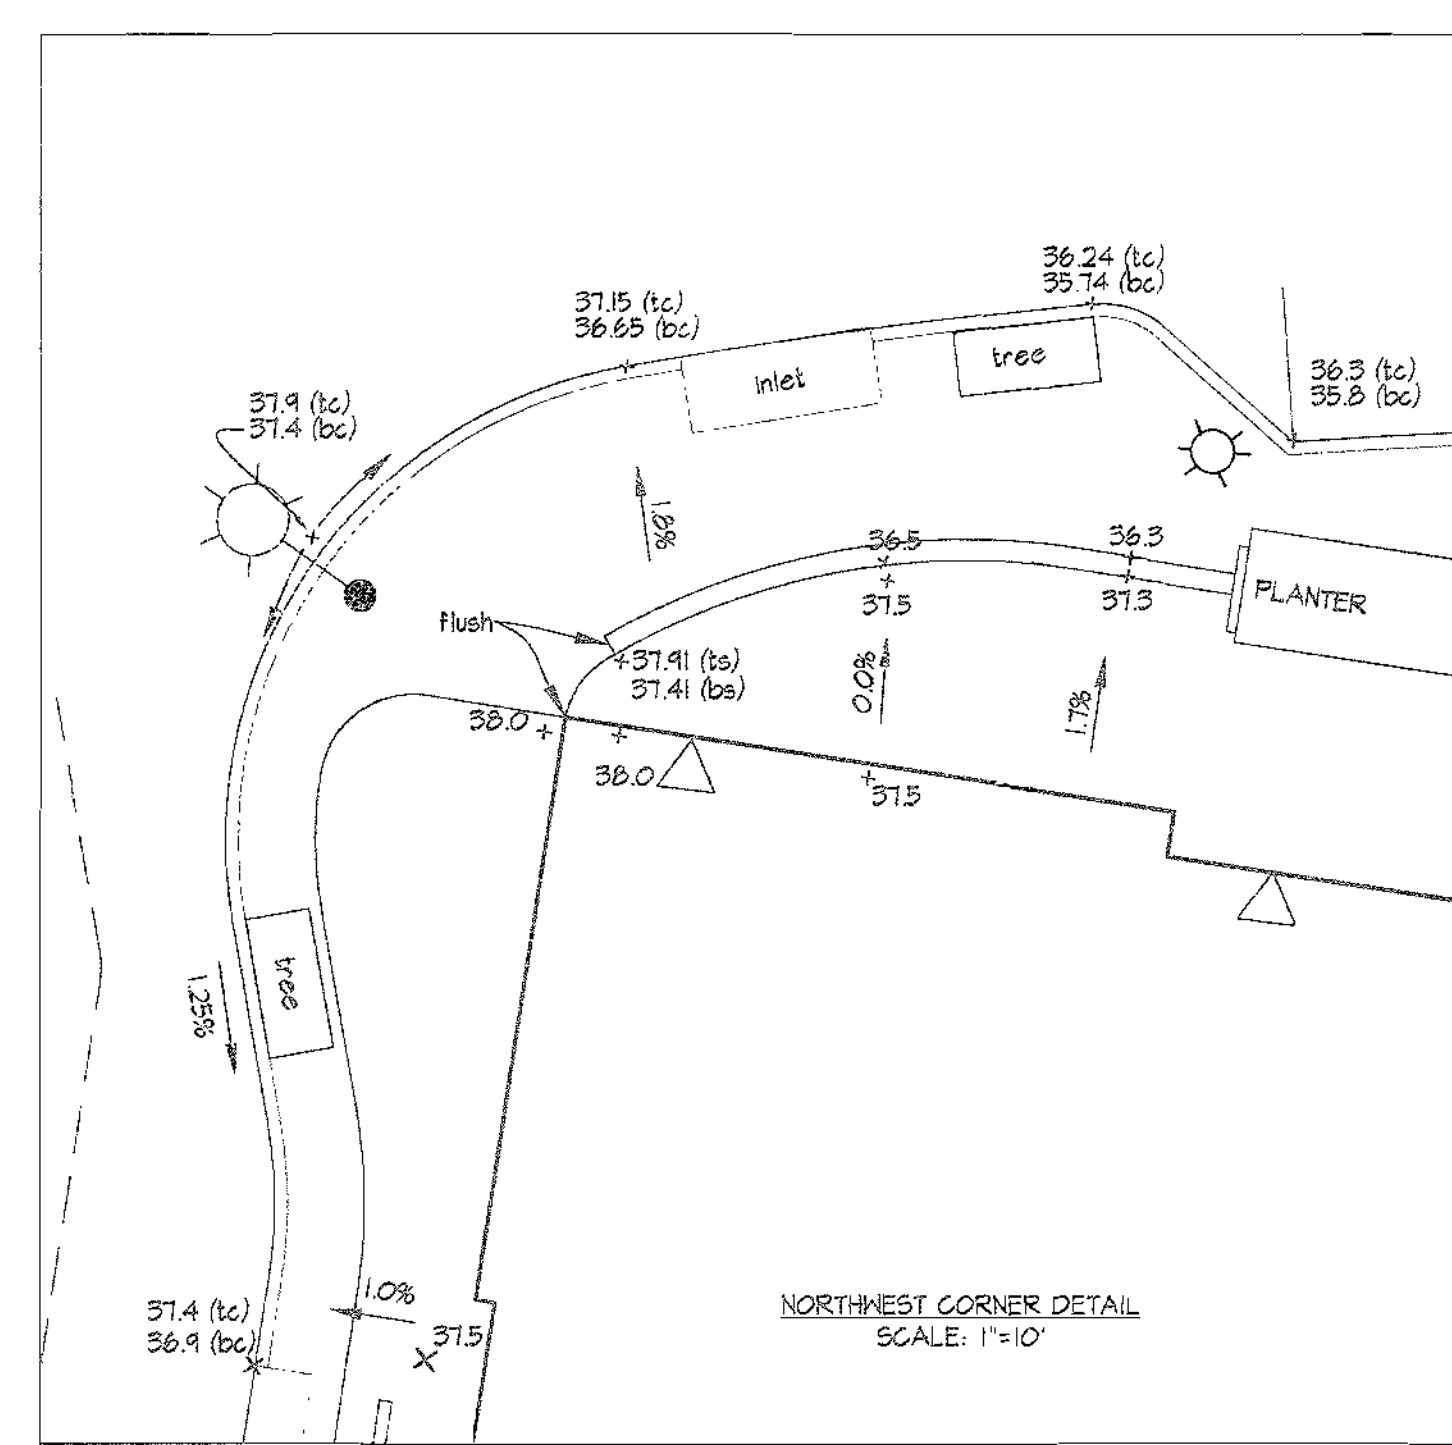 36.24 (tc)
35.74 (bc)
37.15 (tc)
36.65 (bc)
tree
inlet
36.3 (tc)
35.8 (bc)
37.9 (tc)
37.4 (bc)
1.8%
36.5
36.3
37.5
37.3
PLANTER
flush
37.91 (ts)
37.41 (bs)
0.0%
1.7%
38.0
38.0
37.5
tree
1.25%
1.0%
37.4 (tc)
36.9 (bc)
37.5
NORTHWEST CORNER DETAIL
SCALE: 1"=10'